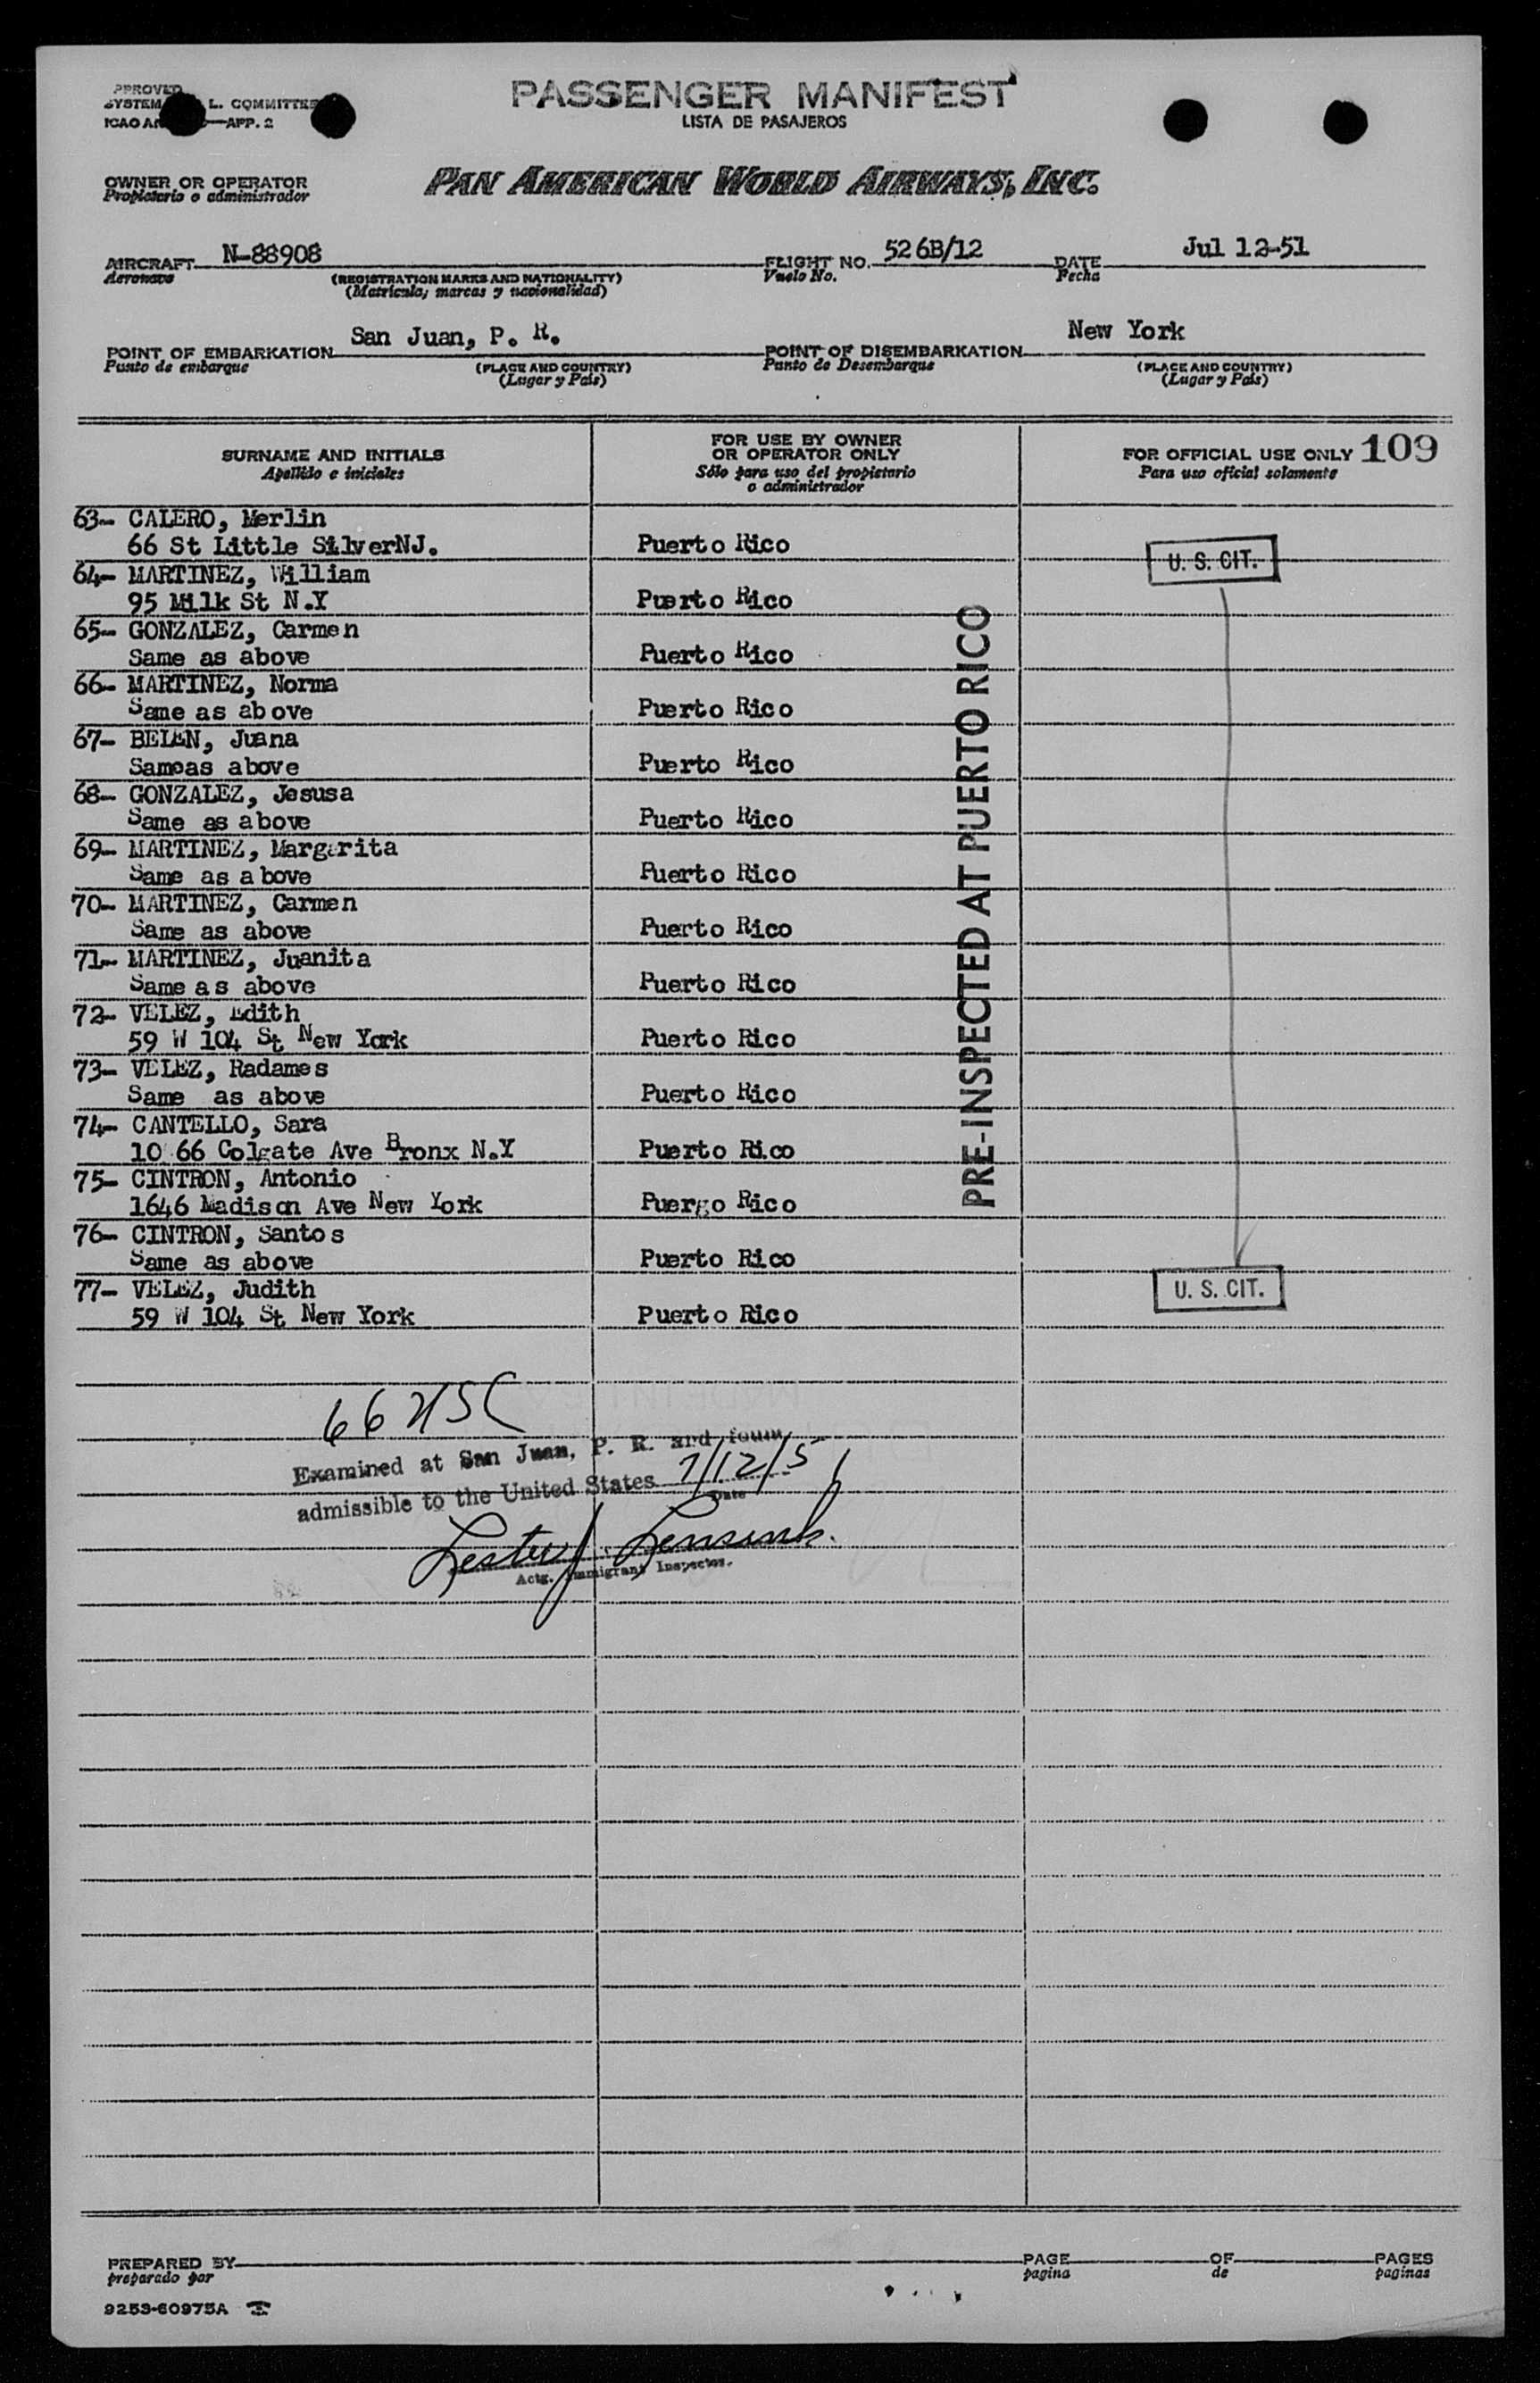 PASSENGER MANIFEST
LISTA DE PASAJEROS
PPROVED
SYSTEM L. COMMITTEE
ICAO APP. 2
OWNER OR OPERATOR
Propietario o administrador
PAN AMERICAN WORLD AIRWAYS, INC.
AIRCRAFT N-88908 FLIGHT NO. 526B/12 DATE Jul 12-51
Aeronave (REGISTRATION MARKS AND NATIONALITY) Vuelo No. Fecha
(Matrícula, marcas y nacionalidad)
POINT OF EMBARKATION San Juan, P. R. POINT OF DISEMBARKATION New York
Punto de embarque (PLACE AND COUNTRY) Punto de Desembarque (PLACE AND COUNTRY)
(Lugar y País) (Lugar y País)
SURNAME AND INITIALS
Apellido e iniciales
FOR USE BY OWNER
OR OPERATOR ONLY
Sólo para uso del propietario
o administrador
FOR OFFICIAL USE ONLY 109
Para uso oficial solamente
63- CALERO, Merlin
66 St Little SilverNJ. Puerto Rico
U. S. CIT.
64- MARTINEZ, William
95 Milk St N.Y Puerto Rico
65- GONZALEZ, Carmen
Same as above Puerto Rico
66- MARTINEZ, Norma
Same as above Puerto Rico
67- BELEN, Juana
Sameas above Puerto Rico
68- GONZALEZ, Jesusa
Same as above Puerto Rico
69- MARTINEZ, Margarita
Same as above Puerto Rico
70- MARTINEZ, Carmen
Same as above Puerto Rico
71- MARTINEZ, Juanita
Same as above Puerto Rico
72- VELEZ, Edith
59 W 104 St New York Puerto Rico
73- VELEZ, Radames
Same as above Puerto Rico
74- CANTELLO, Sara
10 66 Colgate Ave Bronx N.Y Puerto Rico
75- CINTRON, Antonio
1646 Madison Ave New York Puergo Rico
76- CINTRON, Santos
Same as above Puerto Rico
77- VELEZ, Judith
59 W 104 St New York Puerto Rico
U. S. CIT.
PRE-INSPECTED AT PUERTO RICO
Examined at San Juan, P. R. and found
admissible to the United States 7/12/51
Date
Lester J.
Actg. Immigrant Inspector.
PREPARED BY PAGE OF PAGES
preparado por pagina de paginas
9253-60975A